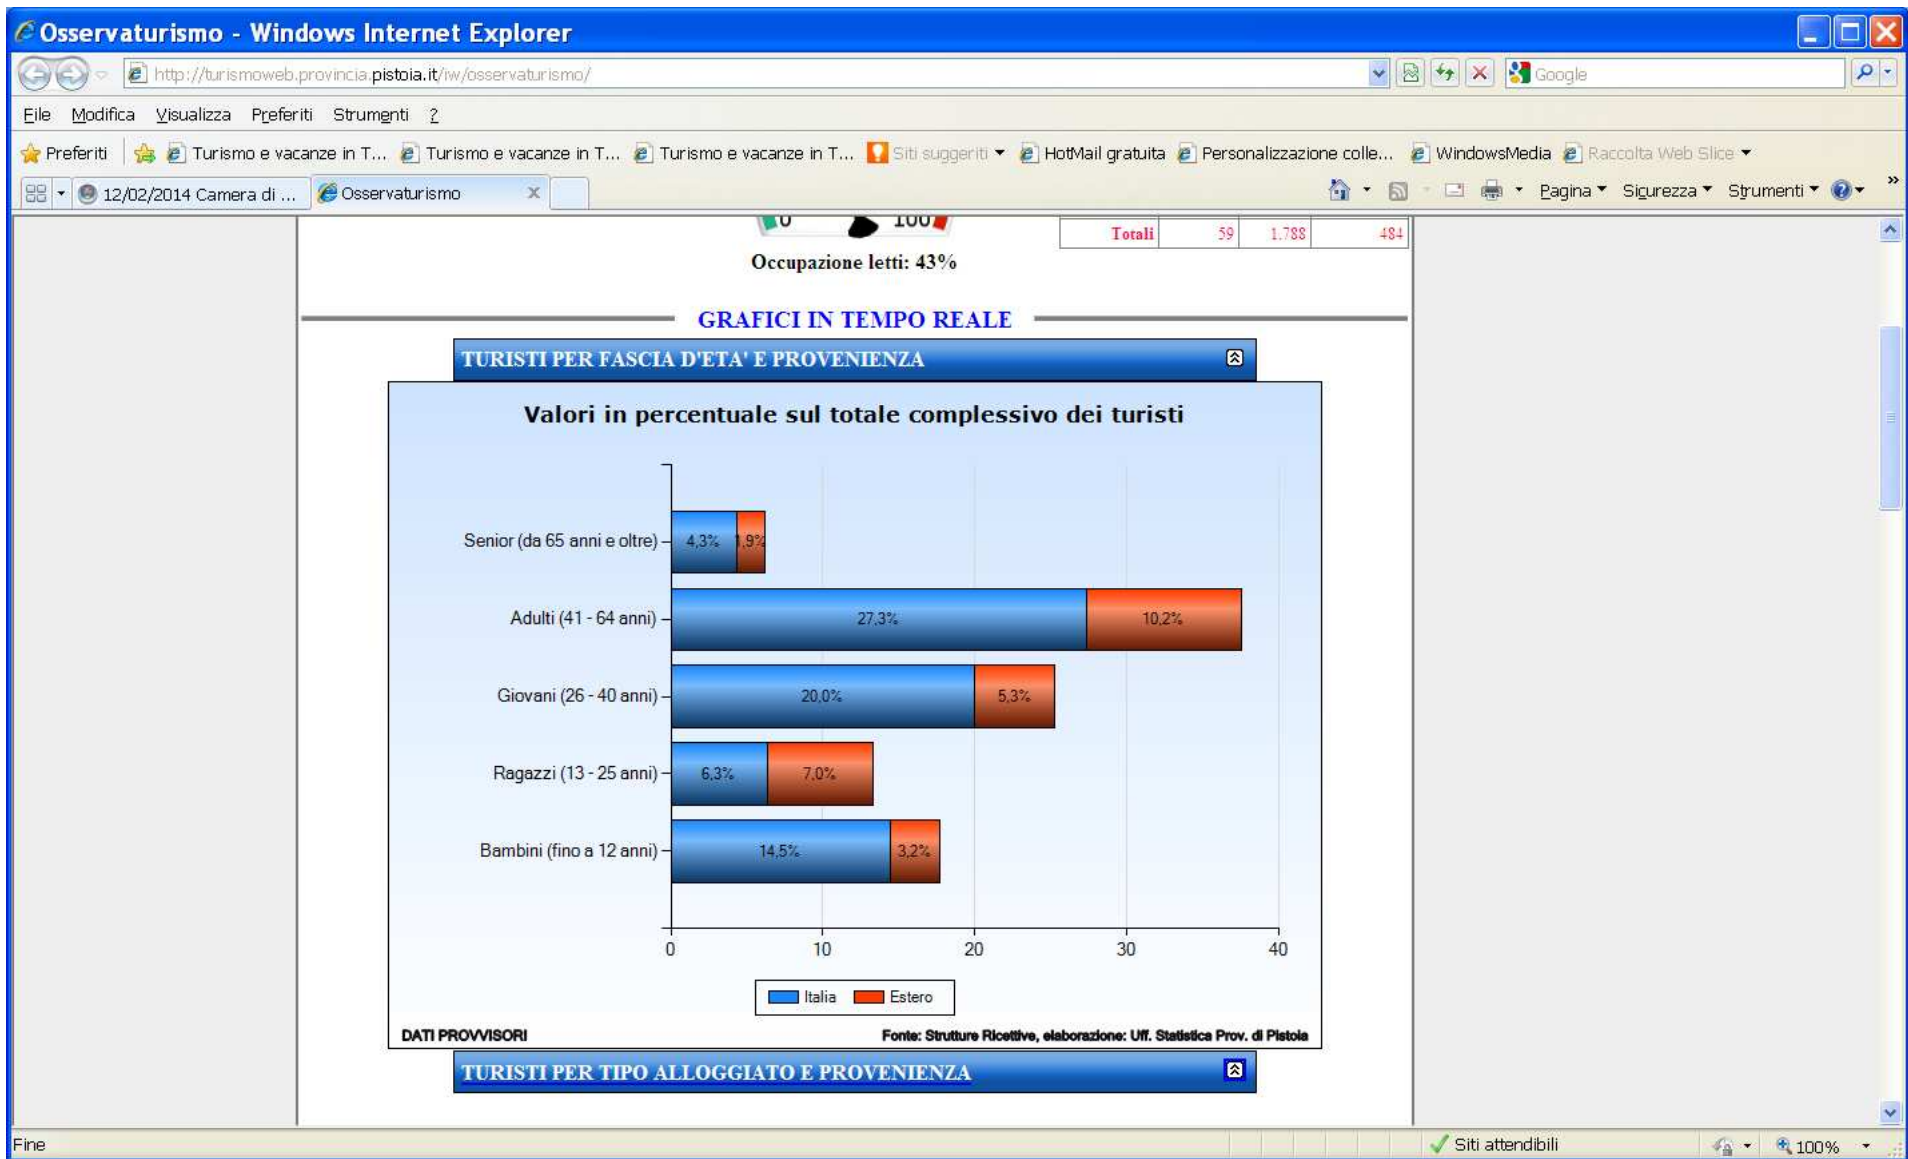 Osservaturismo - Windows Internet Explorer
http://turismoweb.provincia.pistoia.it/iw/osservaturismo/
Google
File Modifica Visualizza Preferiti Strumenti ?
Preferiti Turismo e vacanze in T... Turismo e vacanze in T... Turismo e vacanze in T... Siti suggeriti HotMail gratuita Personalizzazione colle... WindowsMedia Raccolta Web Slice
12/02/2014 Camera di ... Osservaturismo x Pagina Sicurezza Strumenti ? »
0 100
Totali 59 1.788 484
Occupazione letti: 43%
GRAFICI IN TEMPO REALE
TURISTI PER FASCIA D'ETA' E PROVENIENZA
Valori in percentuale sul totale complessivo dei turisti
Senior (da 65 anni e oltre) 4,3% 1,9%
Adulti (41 - 64 anni) 27,3% 10,2%
Giovani (26 - 40 anni) 20,0% 5,3%
Ragazzi (13 - 25 anni) 6,3% 7,0%
Bambini (fino a 12 anni) 14,5% 3,2%
0 10 20 30 40
Italia Estero
DATI PROVVISORI Fonte: Strutture Ricettive, elaborazione: Uff. Statistica Prov. di Pistoia
TURISTI PER TIPO ALLOGGIATO E PROVENIENZA
Fine Siti attendibili 100%